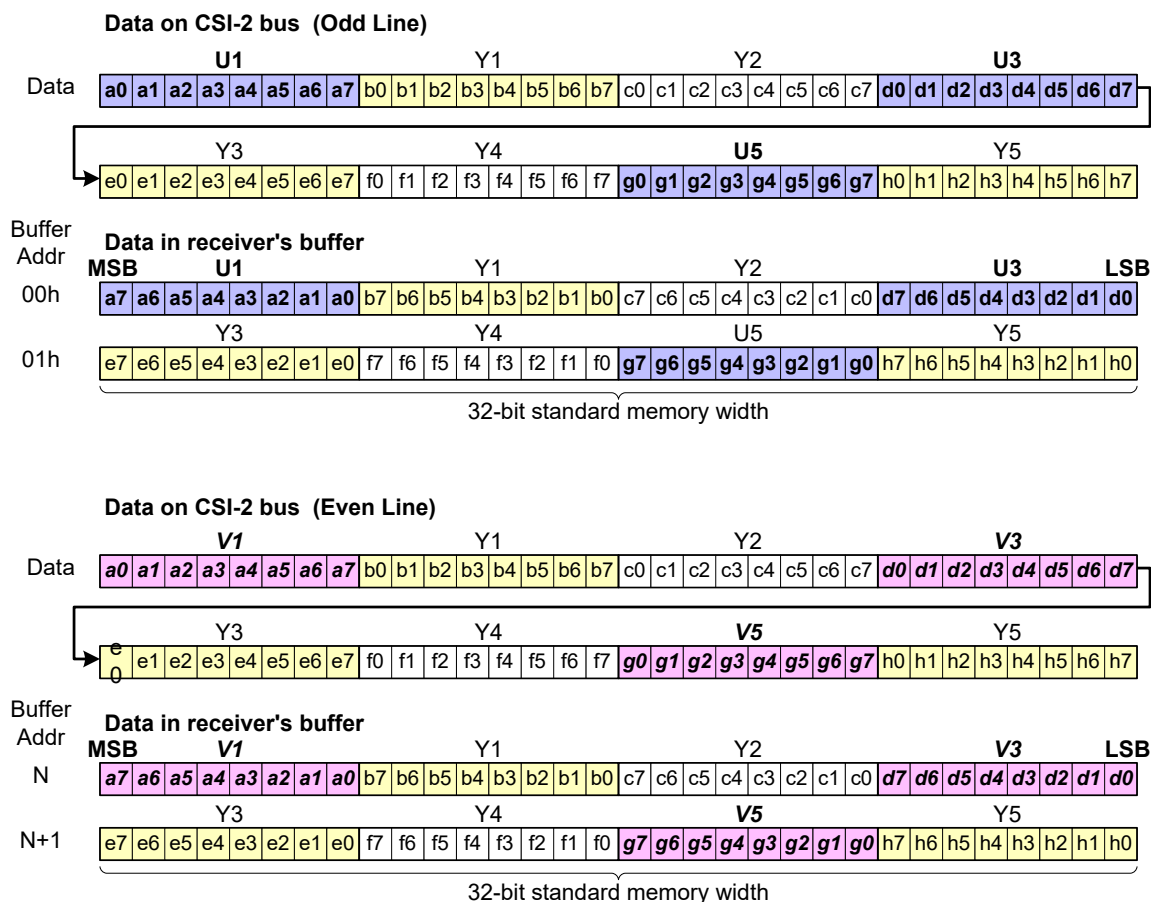 Data on CSI-2 bus (Odd Line)
U1 Y1 Y2 U3
Data a0 a1 a2 a3 a4 a5 a6 a7 b0 b1 b2 b3 b4 b5 b6 b7 c0 c1 c2 c3 c4 c5 c6 c7 d0 d1 d2 d3 d4 d5 d6 d7
Y3 Y4 U5 Y5
e0 e1 e2 e3 e4 e5 e6 e7 f0 f1 f2 f3 f4 f5 f6 f7 g0 g1 g2 g3 g4 g5 g6 g7 h0 h1 h2 h3 h4 h5 h6 h7
Buffer
Addr
Data in receiver's buffer
MSB U1 Y1 Y2 U3 LSB
00h a7 a6 a5 a4 a3 a2 a1 a0 b7 b6 b5 b4 b3 b2 b1 b0 c7 c6 c5 c4 c3 c2 c1 c0 d7 d6 d5 d4 d3 d2 d1 d0
Y3 Y4 U5 Y5
01h e7 e6 e5 e4 e3 e2 e1 e0 f7 f6 f5 f4 f3 f2 f1 f0 g7 g6 g5 g4 g3 g2 g1 g0 h7 h6 h5 h4 h3 h2 h1 h0
32-bit standard memory width
Data on CSI-2 bus (Even Line)
V1 Y1 Y2 V3
Data a0 a1 a2 a3 a4 a5 a6 a7 b0 b1 b2 b3 b4 b5 b6 b7 c0 c1 c2 c3 c4 c5 c6 c7 d0 d1 d2 d3 d4 d5 d6 d7
Y3 Y4 V5 Y5
e0 e1 e2 e3 e4 e5 e6 e7 f0 f1 f2 f3 f4 f5 f6 f7 g0 g1 g2 g3 g4 g5 g6 g7 h0 h1 h2 h3 h4 h5 h6 h7
Buffer
Addr
Data in receiver's buffer
MSB V1 Y1 Y2 V3 LSB
N a7 a6 a5 a4 a3 a2 a1 a0 b7 b6 b5 b4 b3 b2 b1 b0 c7 c6 c5 c4 c3 c2 c1 c0 d7 d6 d5 d4 d3 d2 d1 d0
Y3 Y4 V5 Y5
N+1 e7 e6 e5 e4 e3 e2 e1 e0 f7 f6 f5 f4 f3 f2 f1 f0 g7 g6 g5 g4 g3 g2 g1 g0 h7 h6 h5 h4 h3 h2 h1 h0
32-bit standard memory width